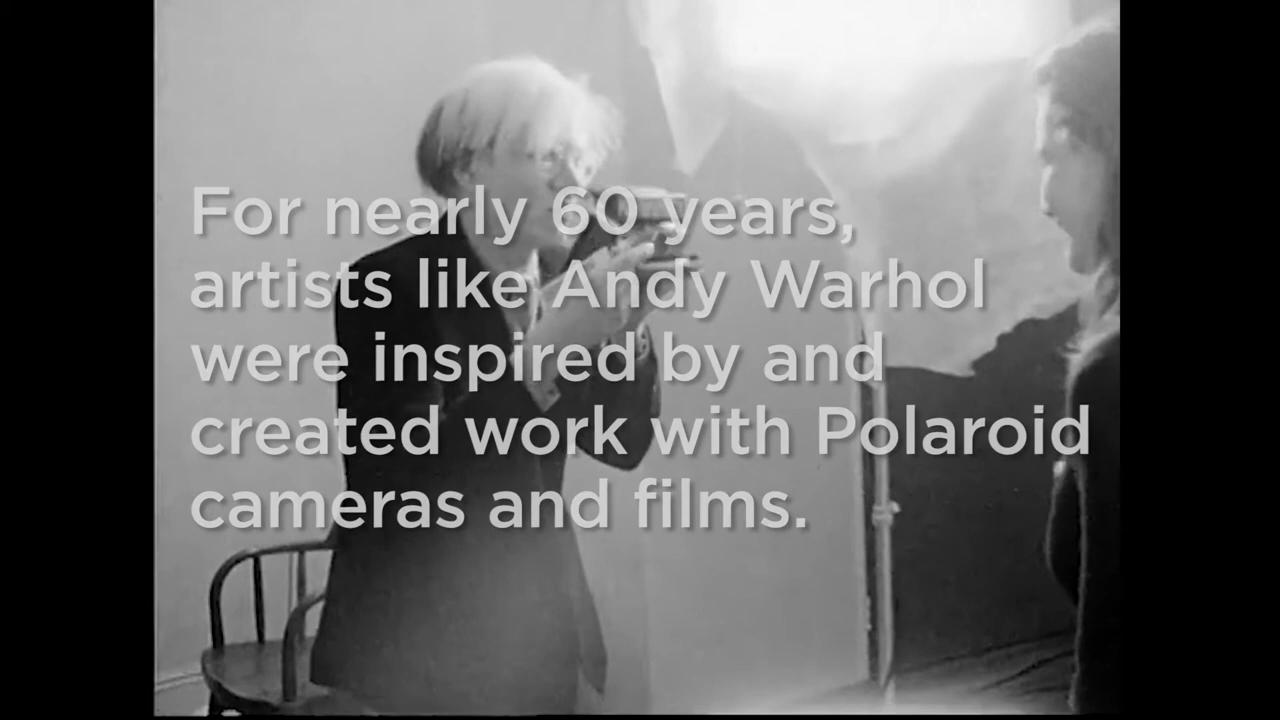 For nearly 60 years,
artists like Andy Warhol
were inspired by and
created work with Polaroid
cameras and films.